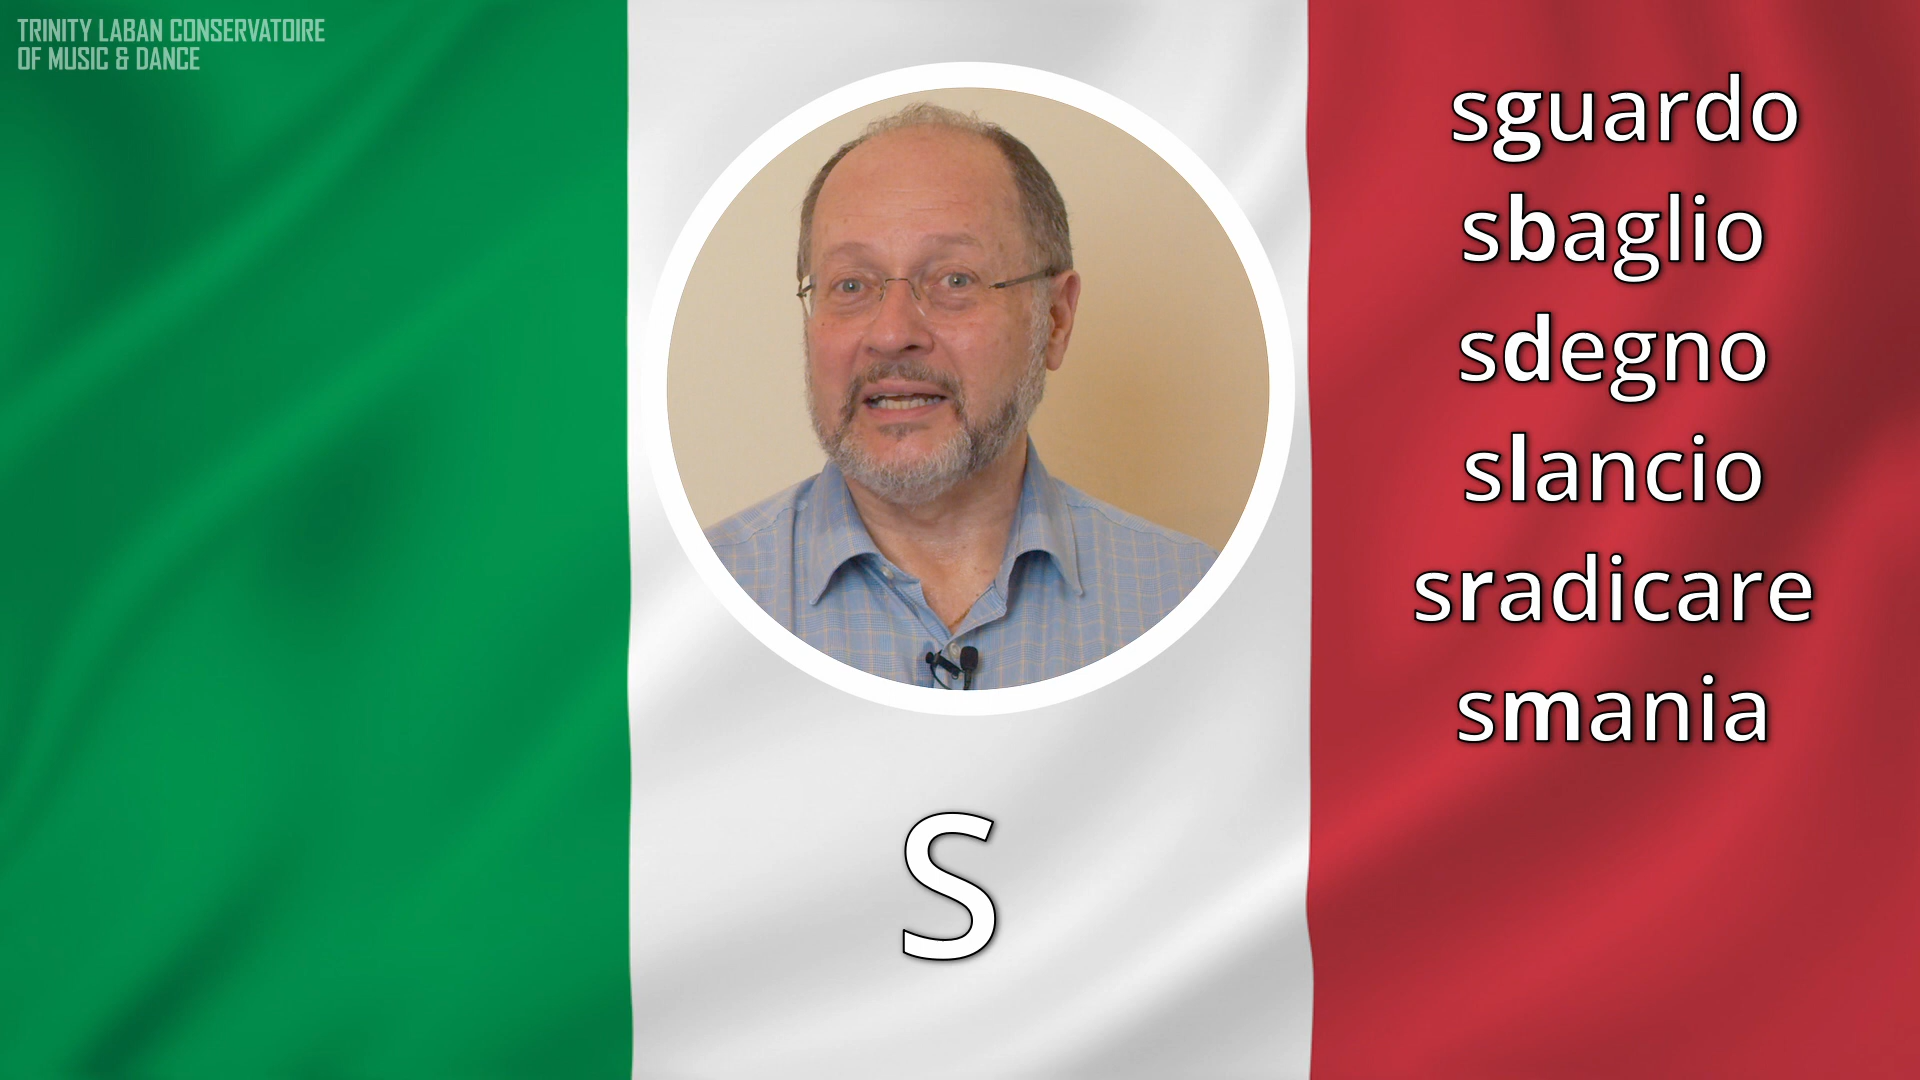 TRINITY LABAN CONSERVATOIRE
OF MUSIC & DANCE
sguardo
sbaglio
sdegno
slancio
sradicare
smania
S